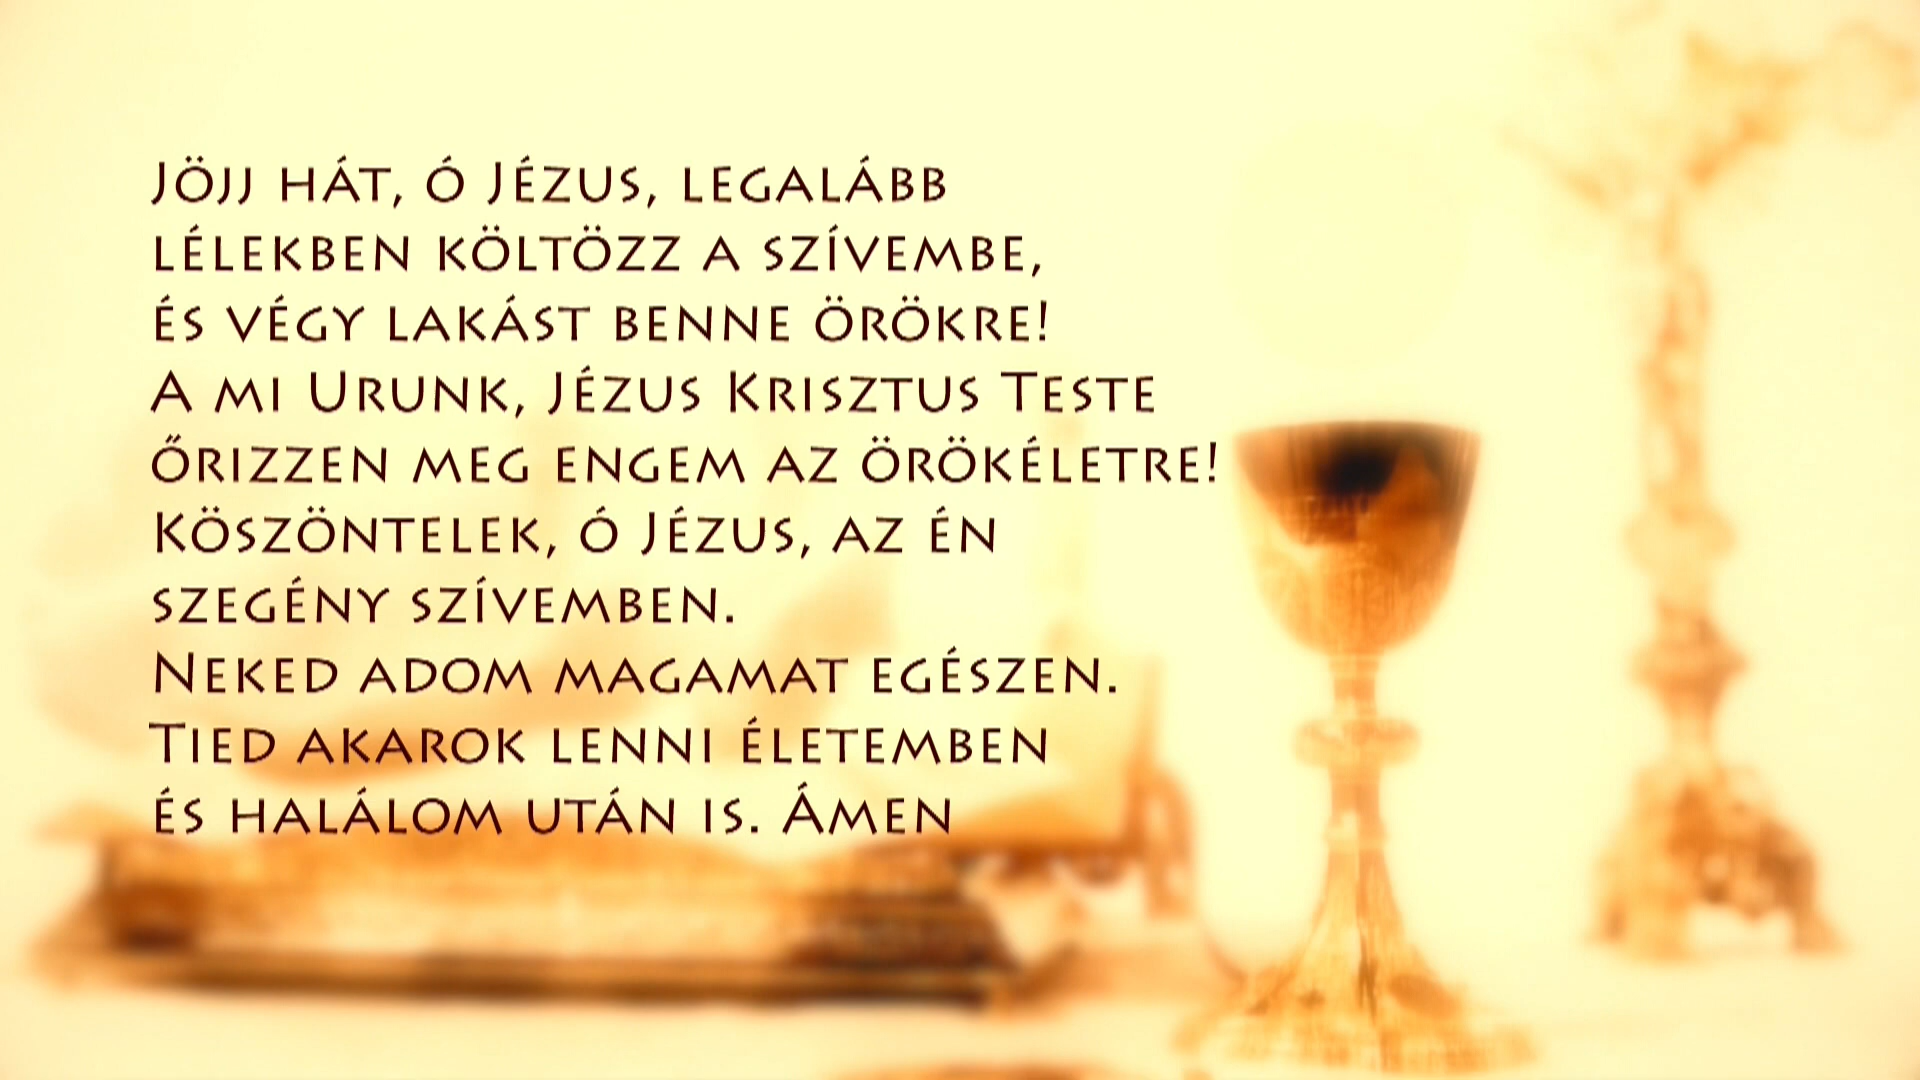 Jöjj hát, ó Jézus, legalább
lélekben költözz a szívembe,
és végy lakást benne örökre!
A mi Urunk, Jézus Krisztus Teste
őrizzen meg engem az örökéletre!
Köszöntelek, ó Jézus, az én
szegény szívemben.
Neked adom magamat egészen.
Tied akarok lenni életemben
és halálom után is. Ámen